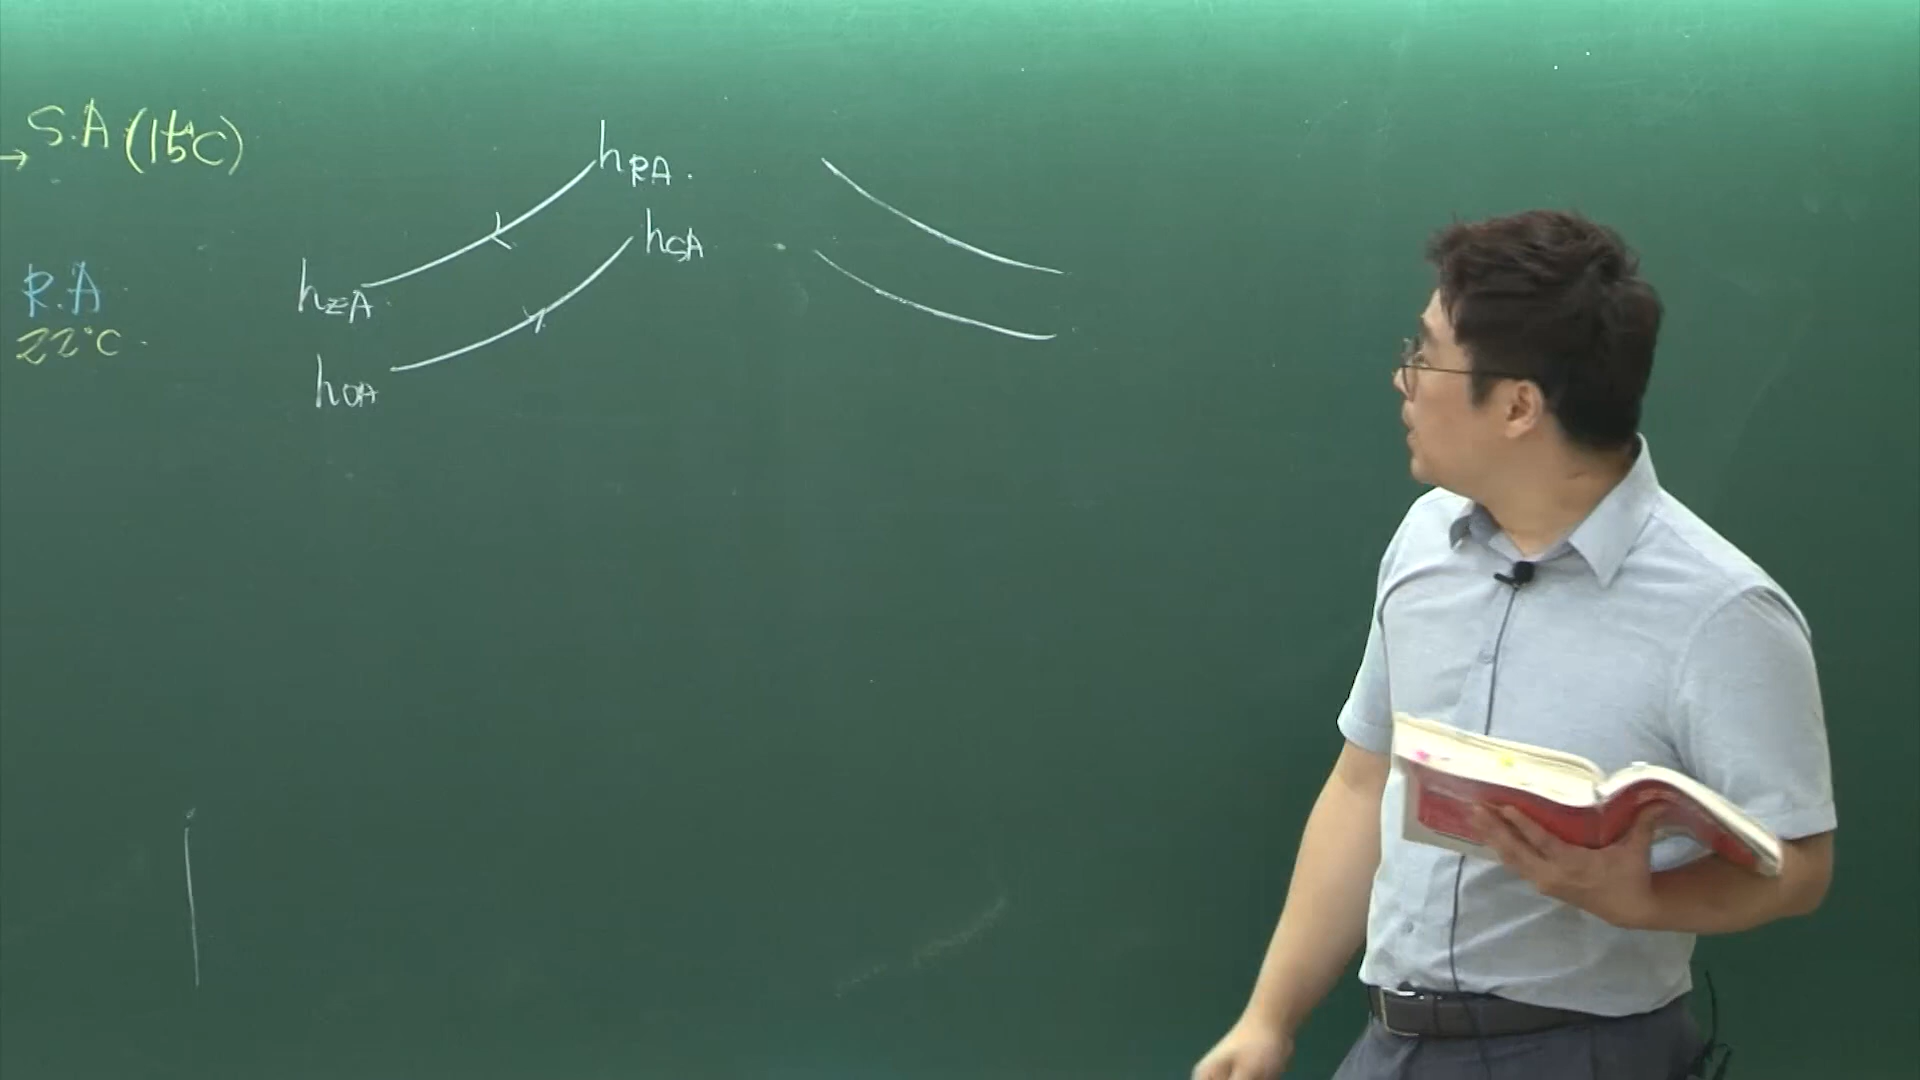 → S.A (15°C)
R.A
22°C
hRA.
hSA
hEA.
hOA